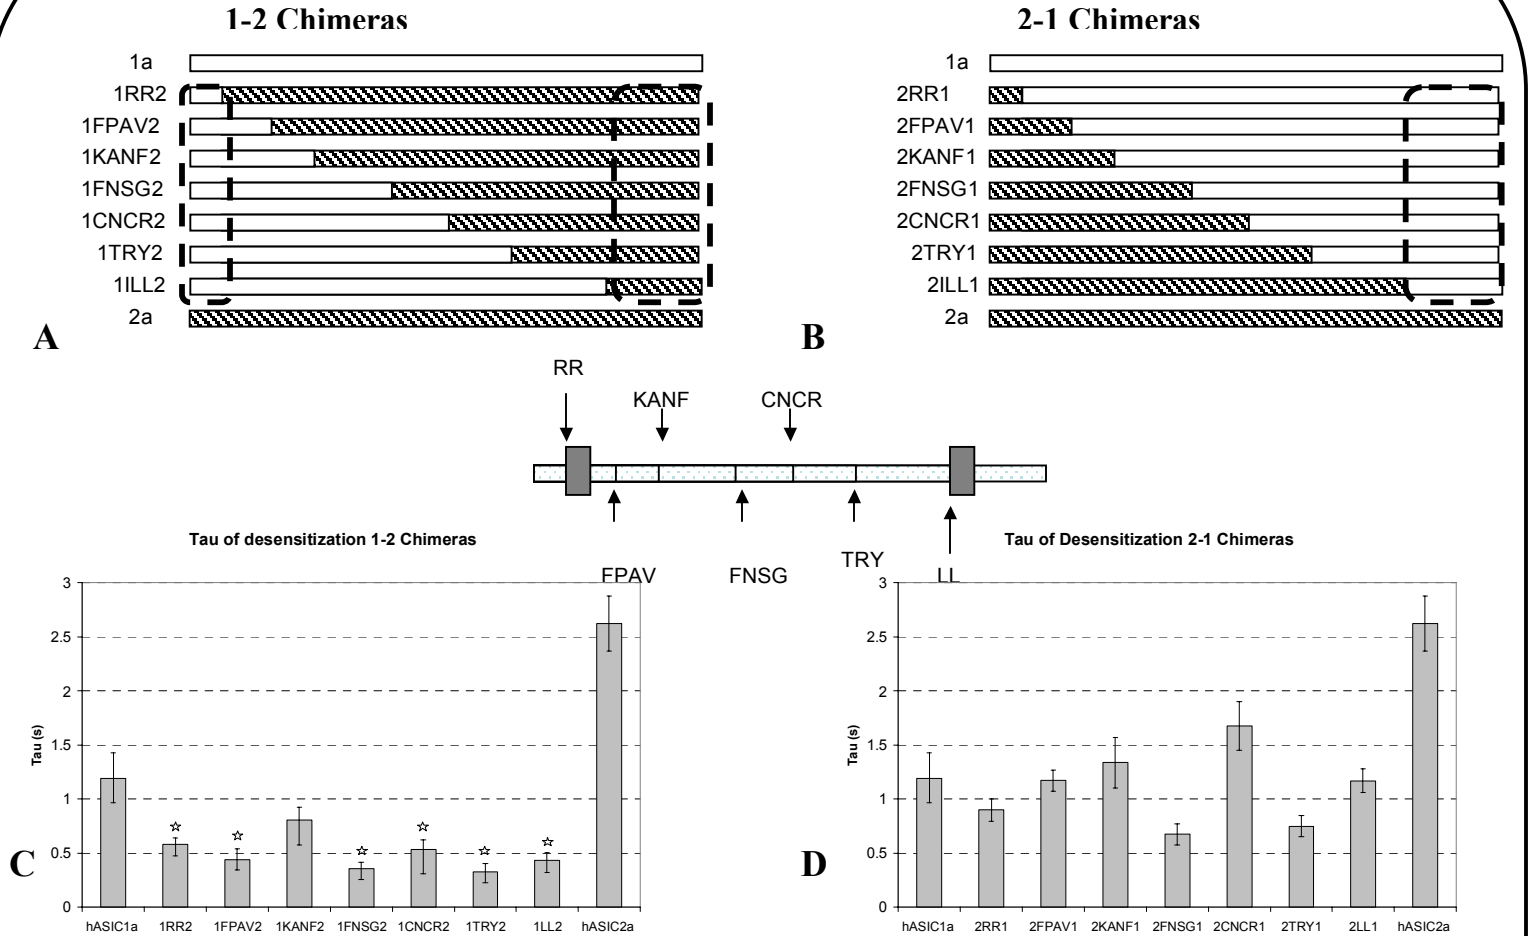 1-2 Chimeras
1a
1RR2
1FPAV2
1KANF2
1FNSG2
1CNCR2
1TRY2
1ILL2
2a
A
2-1 Chimeras
1a
2RR1
2FPAV1
2KANF1
2FNSG1
2CNCR1
2TRY1
2ILL1
2a
B
RR
KANF
CNCR
FPAV
FNSG
TRY
LL
Tau of desensitization 1-2 Chimeras
Tau (s)
3
2.5
2
1.5
1
0.5
0
hASIC1a 1RR2 1FPAV2 1KANF2 1FNSG2 1CNCR2 1TRY2 1LL2 hASIC2a
C
Tau of Desensitization 2-1 Chimeras
Tau (s)
3
2.5
2
1.5
1
0.5
0
hASIC1a 2RR1 2FPAV1 2KANF1 2FNSG1 2CNCR1 2TRY1 2LL1 hASIC2a
D